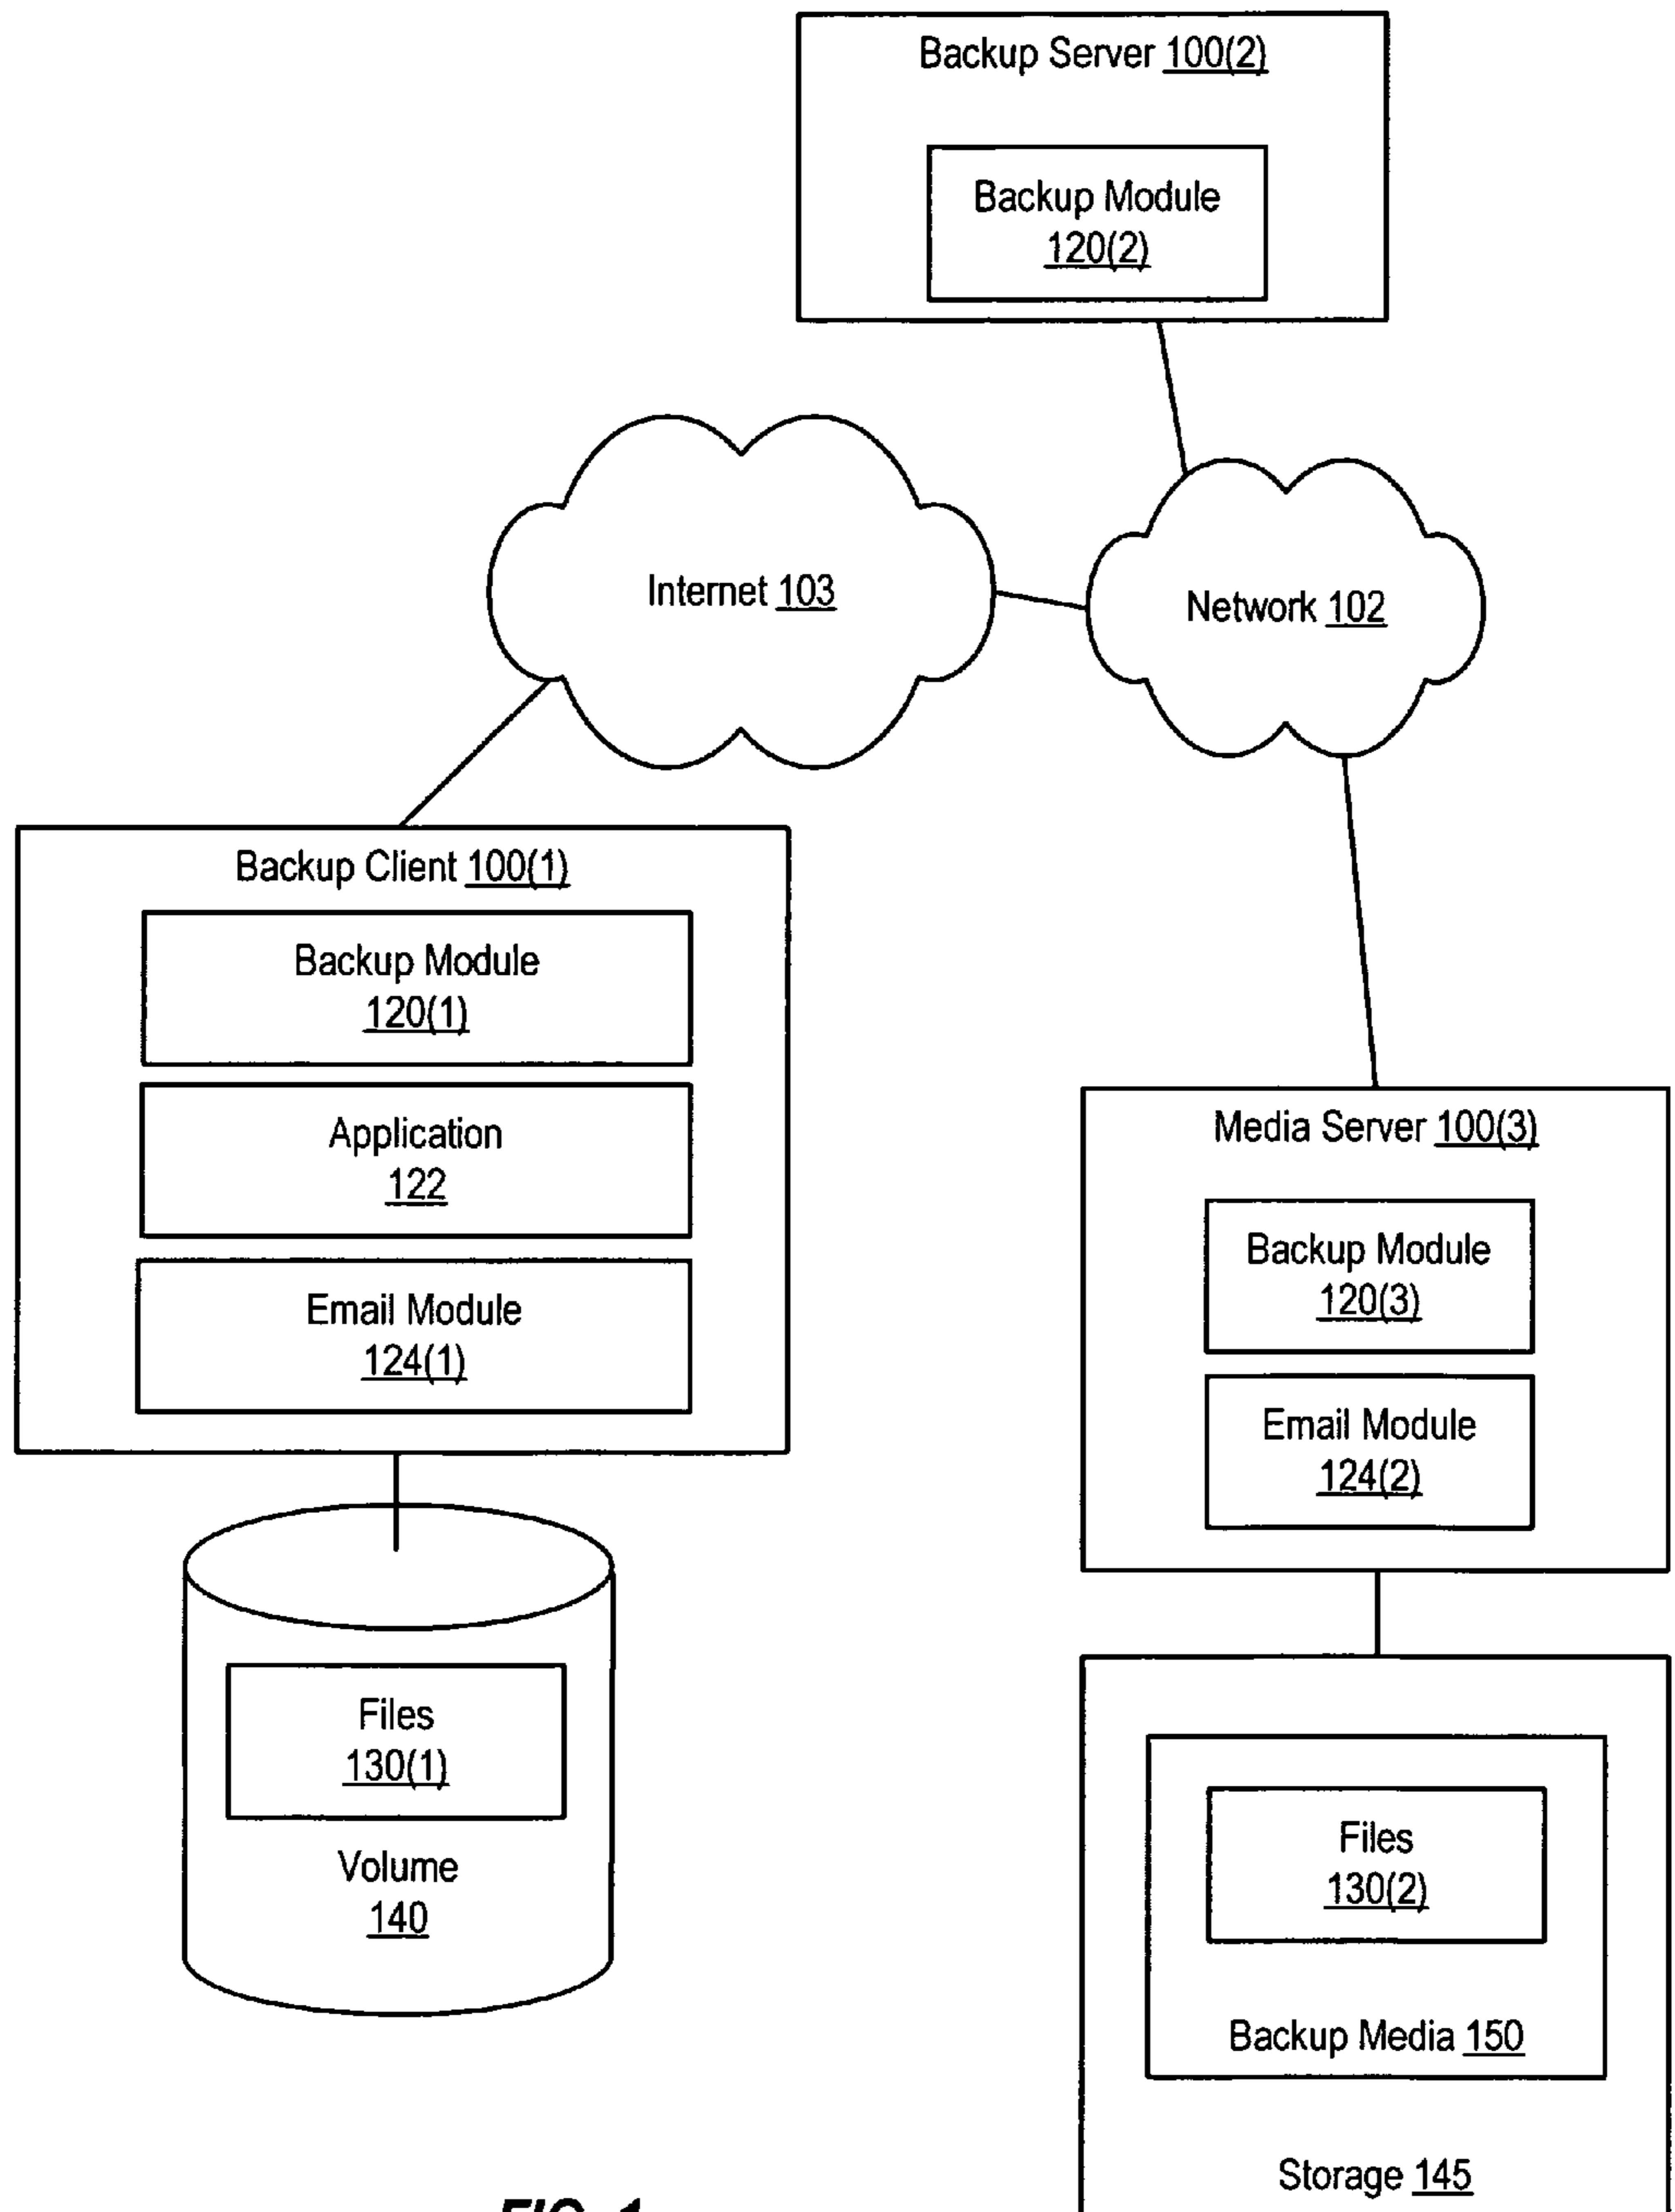 Backup Server 100(2)
Backup Module
120(2)
Internet 103
Network 102
Backup Client 100(1)
Backup Module
120(1)
Application
122
Email Module
124(1)
Files
130(1)
Volume
140
Media Server 100(3)
Backup Module
120(3)
Email Module
124(2)
Files
130(2)
Backup Media 150
Storage 145
FIG. 1